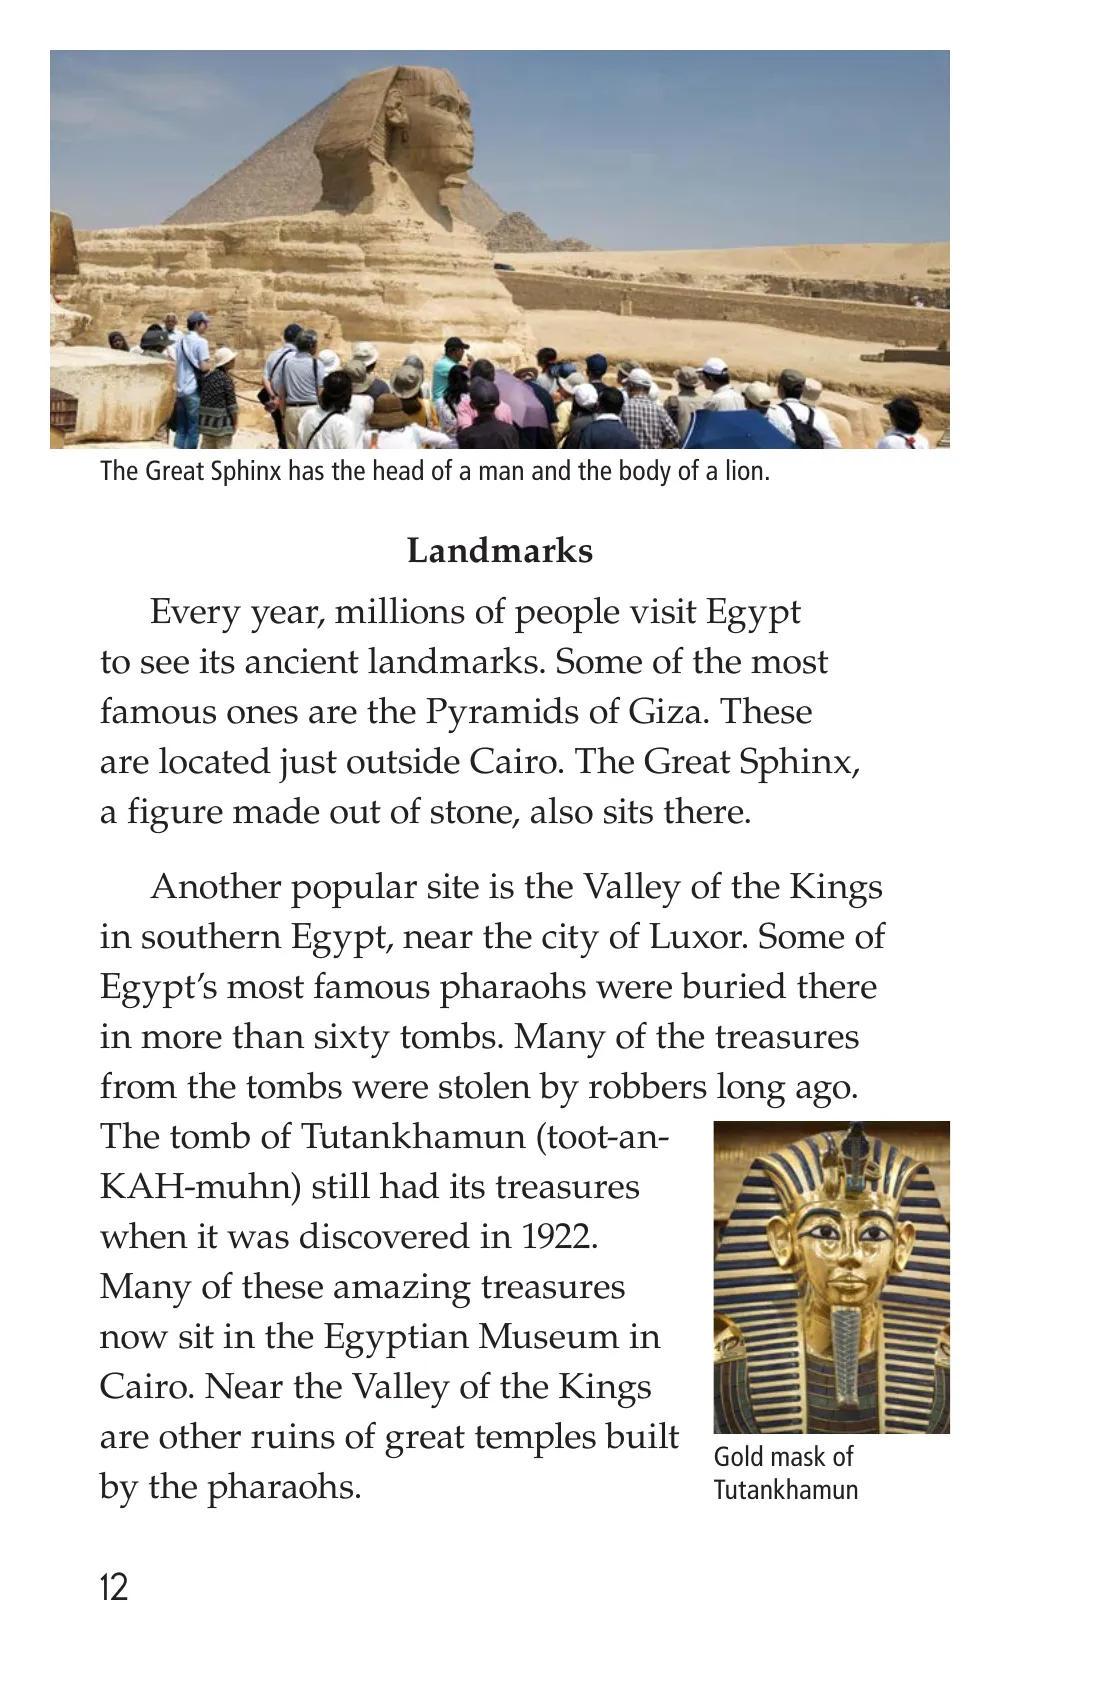 The Great Sphinx has the head of a man and the body of a lion.
Landmarks
Every year, millions of people visit Egypt
to see its ancient landmarks. Some of the most
famous ones are the Pyramids of Giza. These
are located just outside Cairo. The Great Sphinx,
a figure made out of stone, also sits there.
Another popular site is the Valley of the Kings
in southern Egypt, near the city of Luxor. Some of
Egypt’s most famous pharaohs were buried there
in more than sixty tombs. Many of the treasures
from the tombs were stolen by robbers long ago.
The tomb of Tutankhamun (toot-an-
KAH-muhn) still had its treasures
when it was discovered in 1922.
Many of these amazing treasures
now sit in the Egyptian Museum in
Cairo. Near the Valley of the Kings
are other ruins of great temples built
by the pharaohs.
Gold mask of
Tutankhamun
12